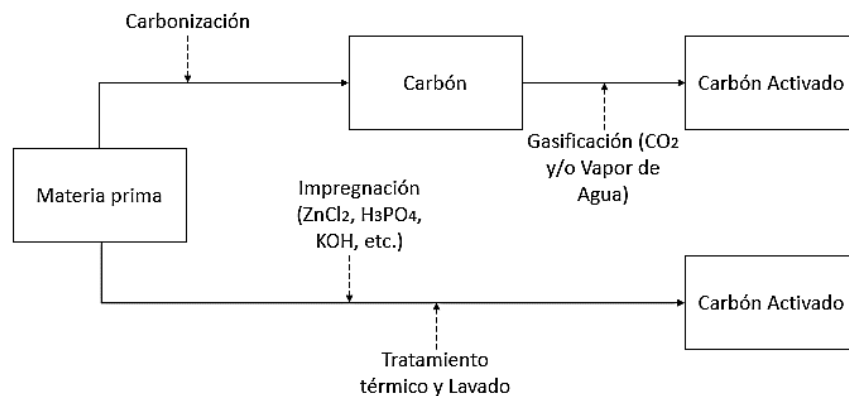 Carbonización
Carbón
Carbón Activado
Gasificación (CO₂
y/o Vapor de
Agua)
Materia prima
Impregnación
(ZnCl₂, H₃PO₄,
KOH, etc.)
Carbón Activado
Tratamiento
térmico y Lavado